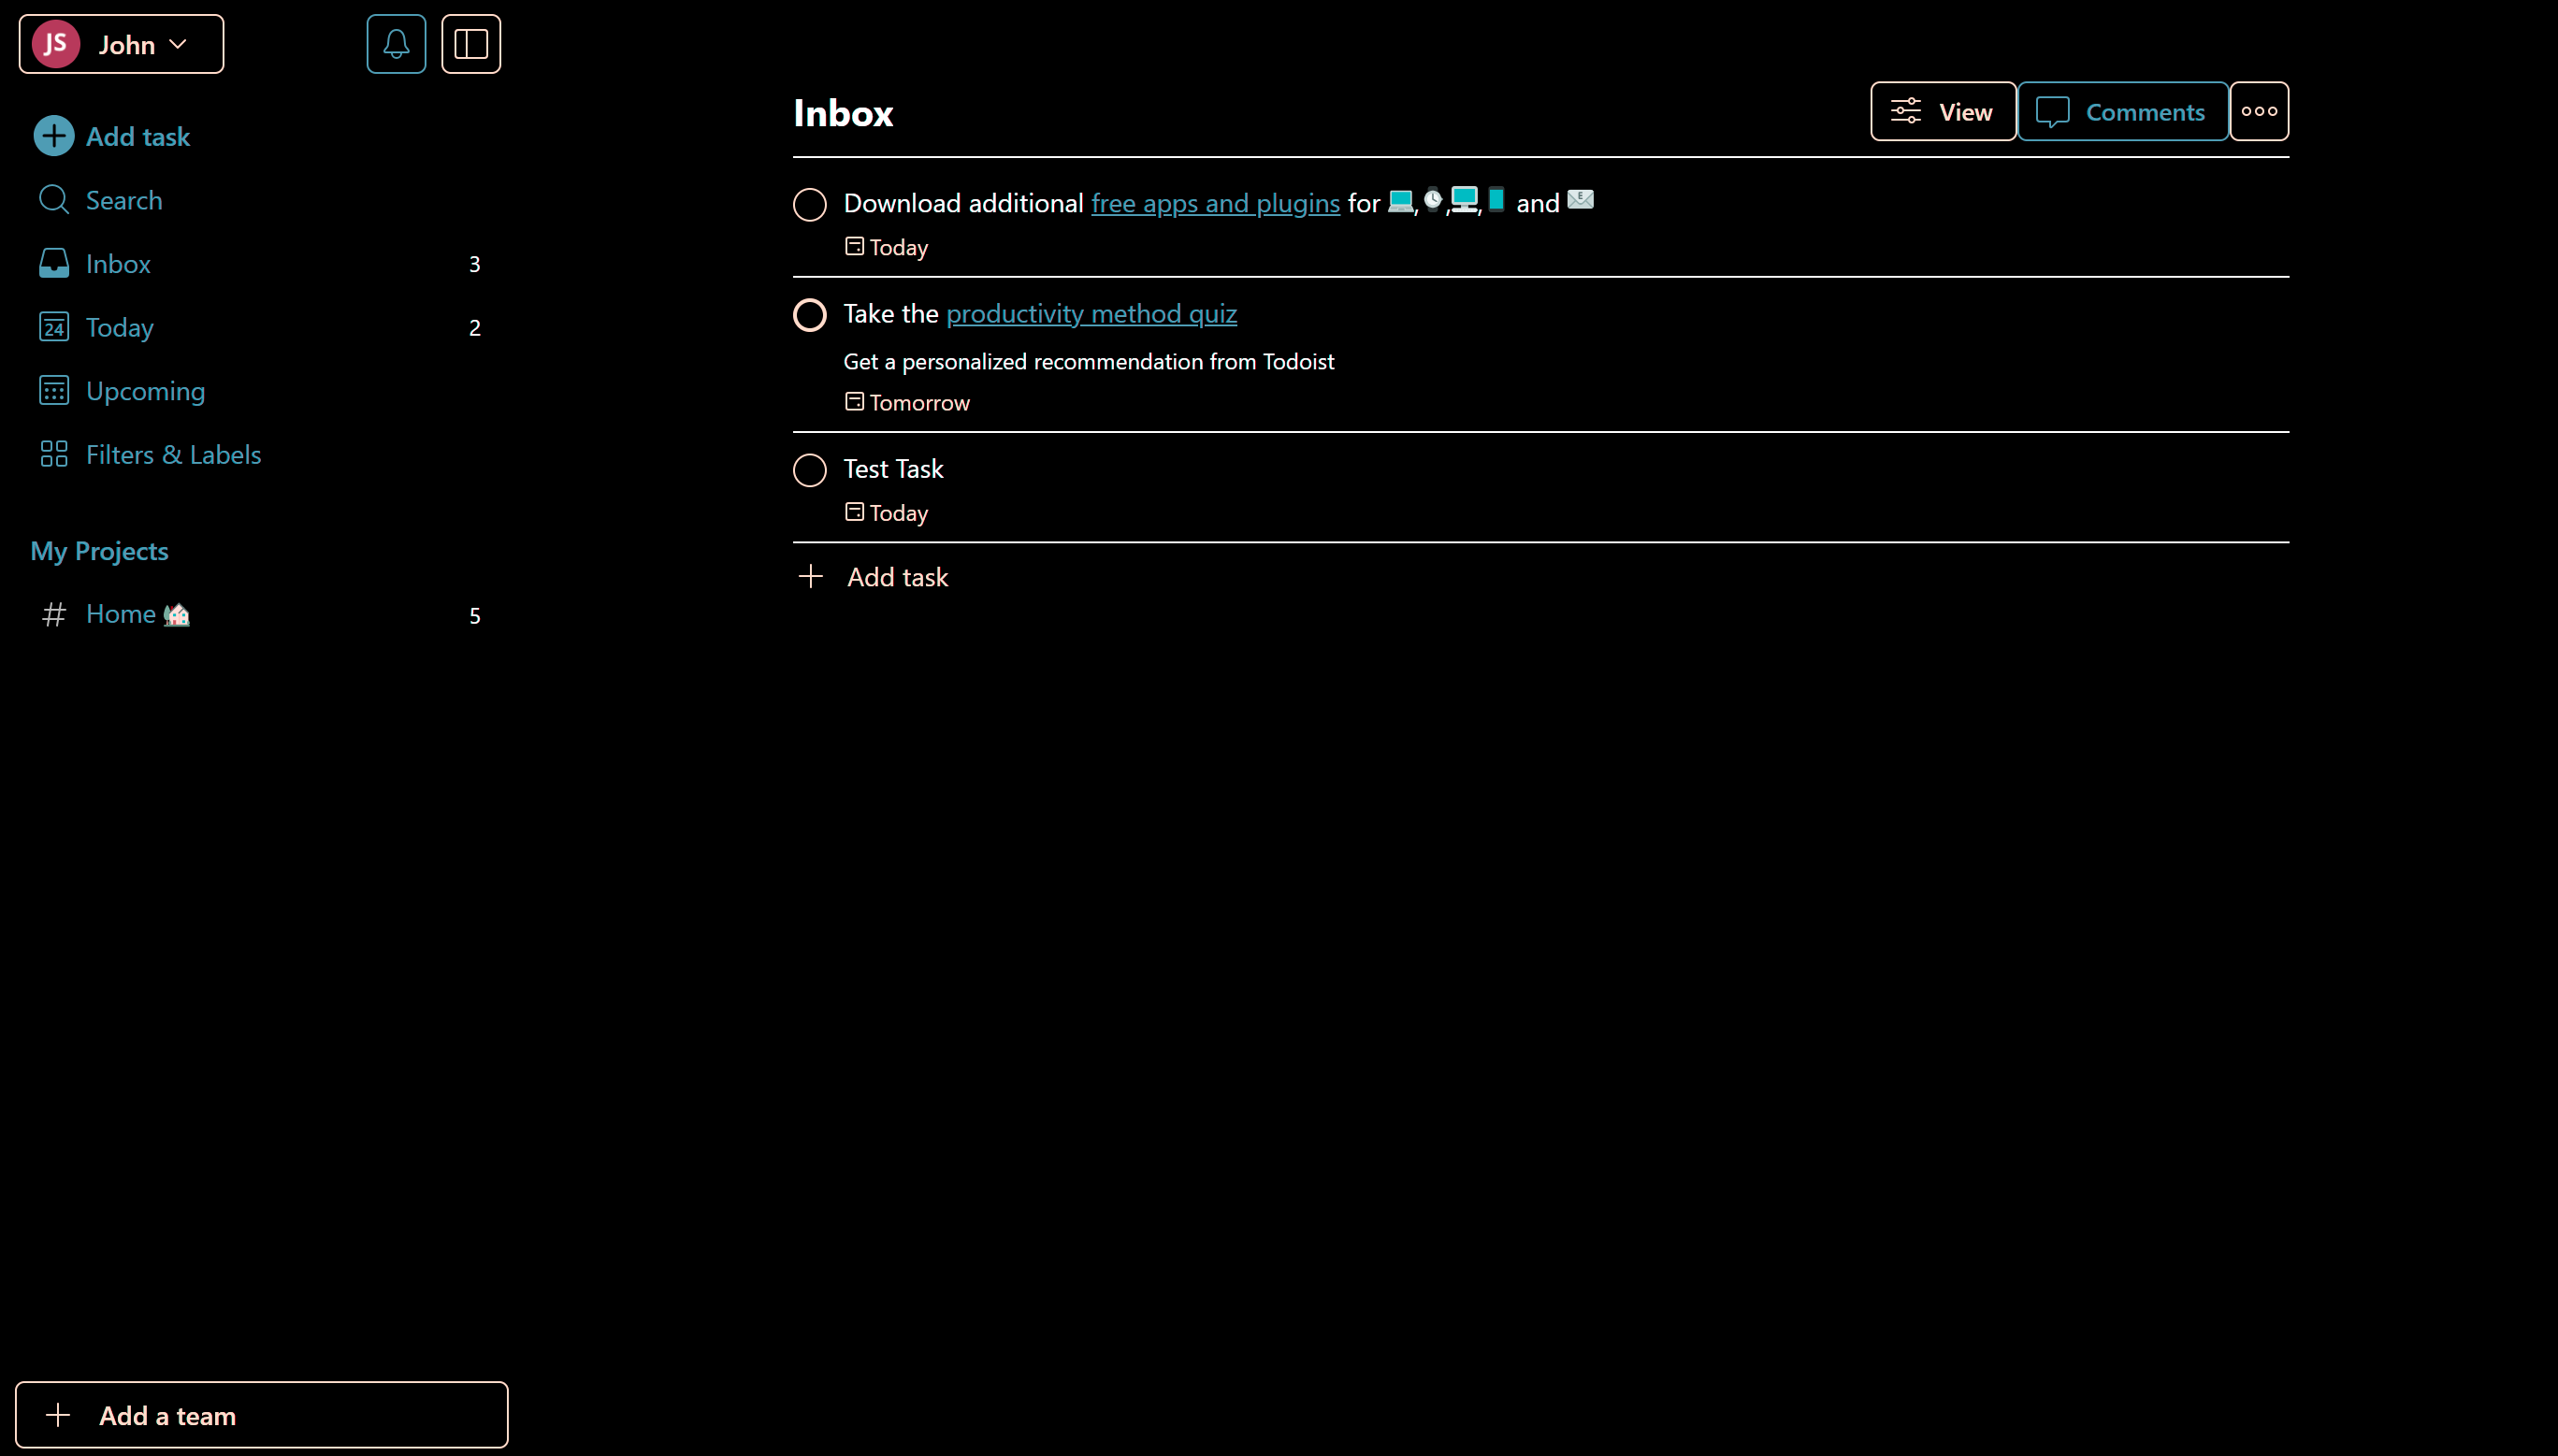 JS John
Add task
Search
Inbox 3
24 Today 2
Upcoming
Filters & Labels
My Projects
# Home 5
Add a team
Inbox
View Comments
Download additional free apps and plugins for 💻,⌚,🖥,📱 and 📧
Today
Take the productivity method quiz
Get a personalized recommendation from Todoist
Tomorrow
Test Task
Today
Add task